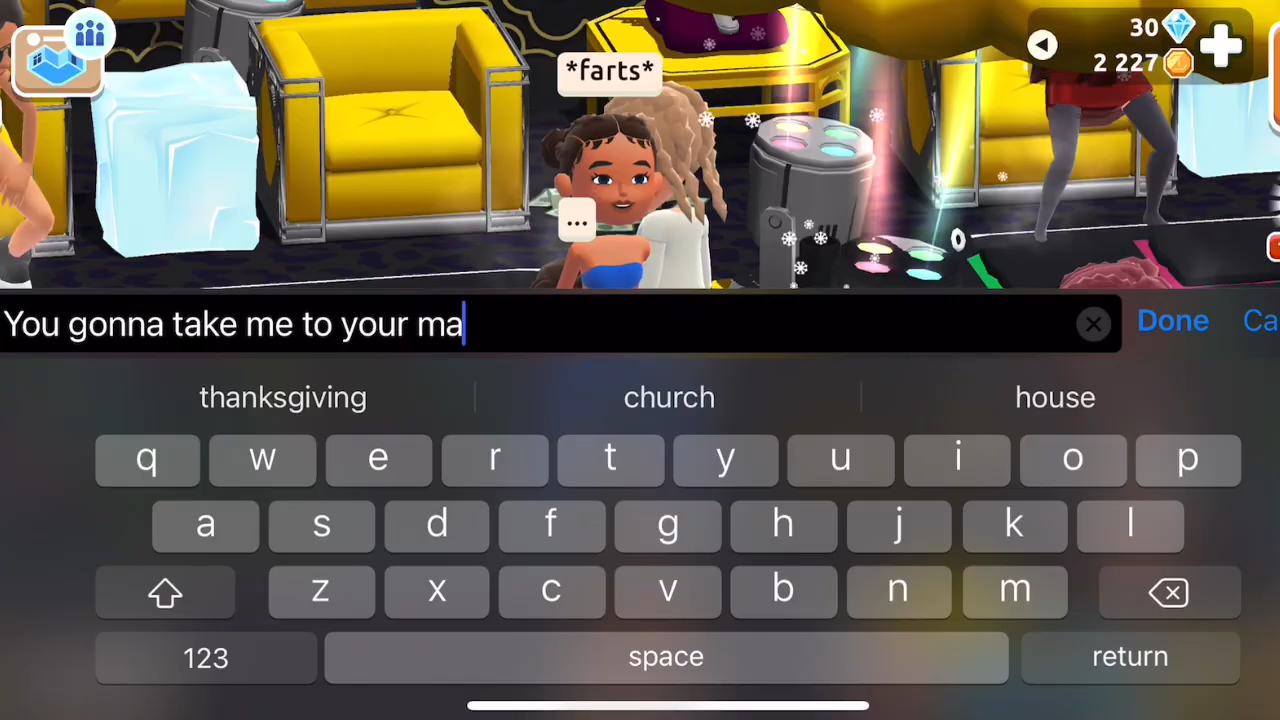 30
2 227
*farts*
...
You gonna take me to your ma
Done
Ca
thanksgiving church house
q w e r t y u i o p
a s d f g h j k l
z x c v b n m
123 space return